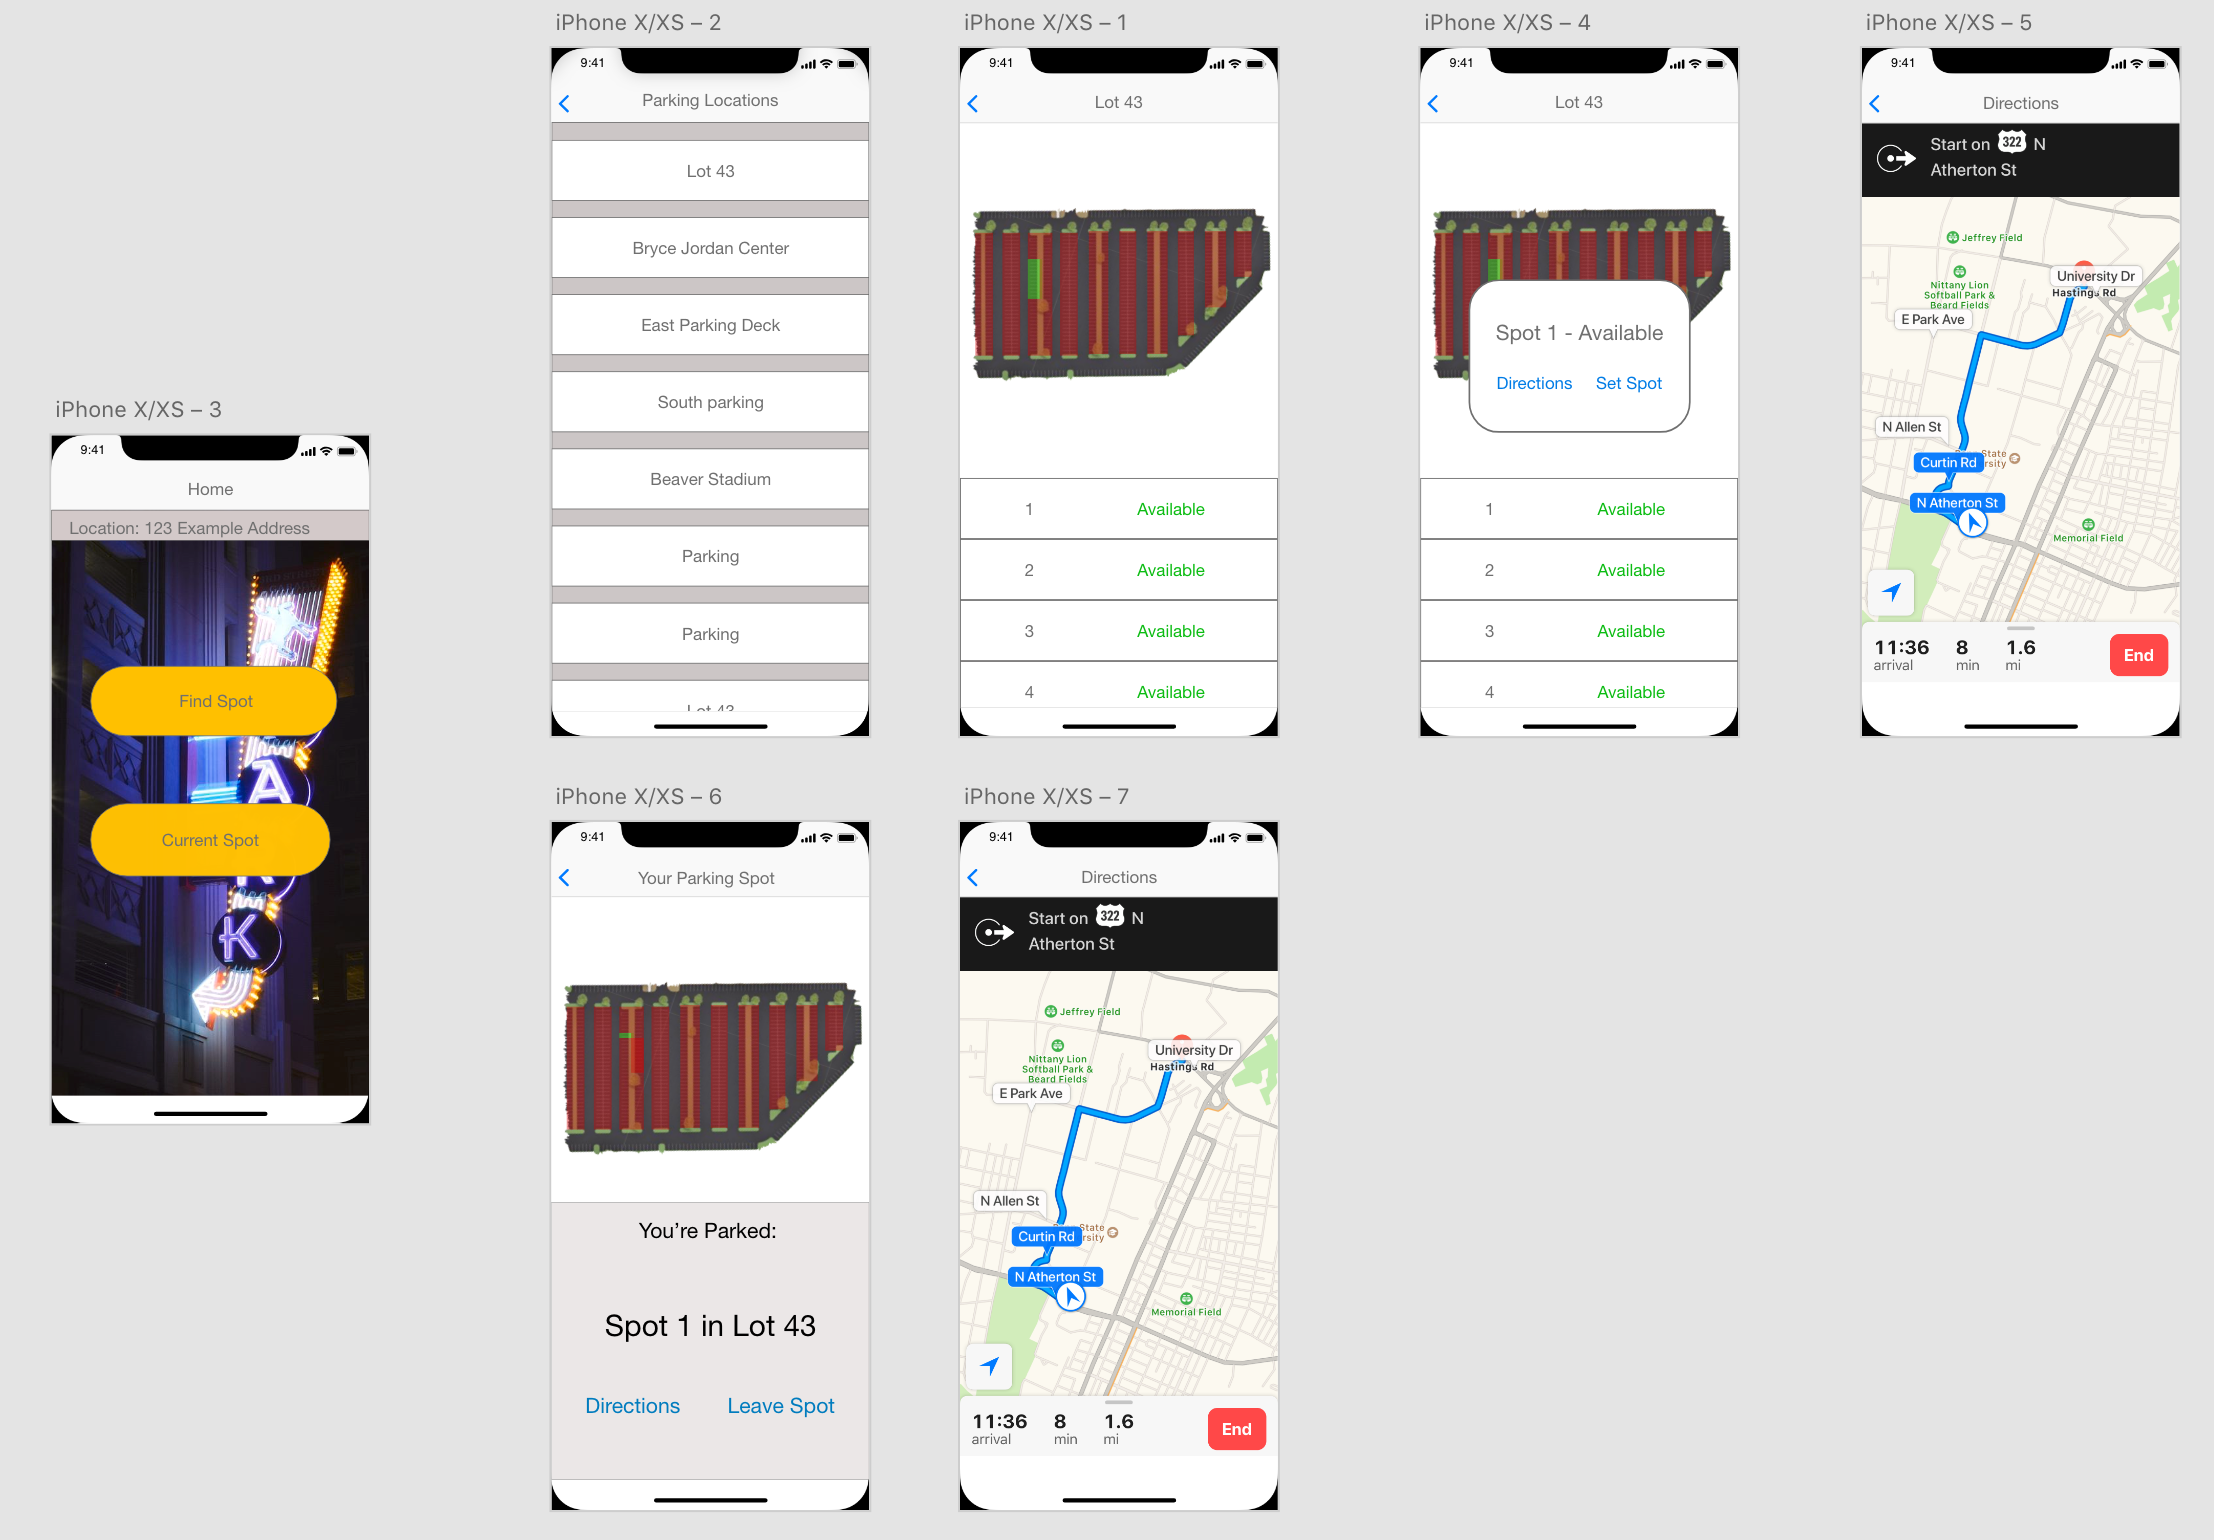 iPhone X/XS – 3
9:41
Home
Location: 123 Example Address
Find Spot
A
Current Spot
K
iPhone X/XS – 2
9:41
Parking Locations
Lot 43
Bryce Jordan Center
East Parking Deck
South parking
Beaver Stadium
Parking
Parking
Lot 43
iPhone X/XS – 1
9:41
Lot 43
1 Available
2 Available
3 Available
4 Available
iPhone X/XS – 4
9:41
Lot 43
Spot 1 - Available
Directions Set Spot
1 Available
2 Available
3 Available
4 Available
iPhone X/XS – 5
9:41
Directions
Start on 322 N
Atherton St
Jeffrey Field
University Dr
Hastings Rd
Nittany Lion
Softball Park &
Beard Fields
E Park Ave
N Allen St
State
Curtin Rd
N Atherton St
Memorial Field
11:36 8 1.6
arrival min mi
End
iPhone X/XS – 6
9:41
Your Parking Spot
You’re Parked:
Spot 1 in Lot 43
Directions Leave Spot
iPhone X/XS – 7
9:41
Directions
Start on 322 N
Atherton St
Jeffrey Field
University Dr
Hastings Rd
Nittany Lion
Softball Park &
Beard Fields
E Park Ave
N Allen St
State
Curtin Rd
N Atherton St
Memorial Field
11:36 8 1.6
arrival min mi
End